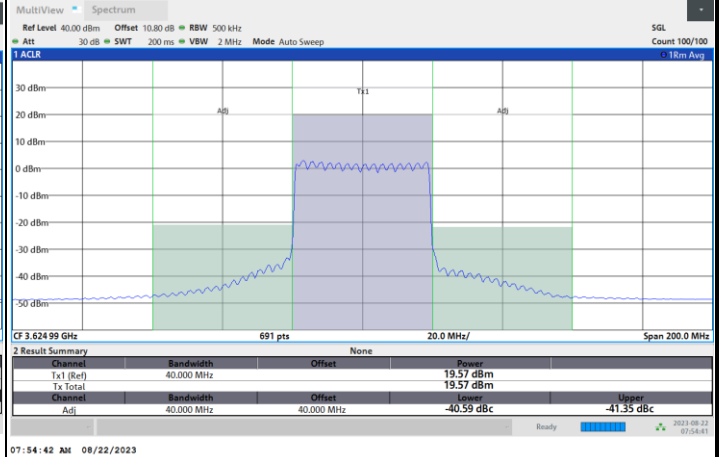 MultiView Spectrum
Ref Level 40.00 dBm Offset 10.80 dB RBW 500 kHz SGL
Att 30 dB SWT 200 ms VBW 2 MHz Mode Auto Sweep Count 100/100
1 ACLR 1Rm Avg
Tx1
30 dBm
Adj Adj
20 dBm
10 dBm
0 dBm
-10 dBm
-20 dBm
-30 dBm
-40 dBm
-50 dBm
CF 3.624 99 GHz 691 pts 20.0 MHz/ Span 200.0 MHz
2 Result Summary None
Channel Bandwidth Offset Power
Tx1 (Ref) 40.000 MHz 19.57 dBm
Tx Total 19.57 dBm
Channel Bandwidth Offset Lower Upper
Adj 40.000 MHz 40.000 MHz -40.59 dBc -41.35 dBc
Ready 2023-08-22
07:54:41
07:54:42 AM 08/22/2023